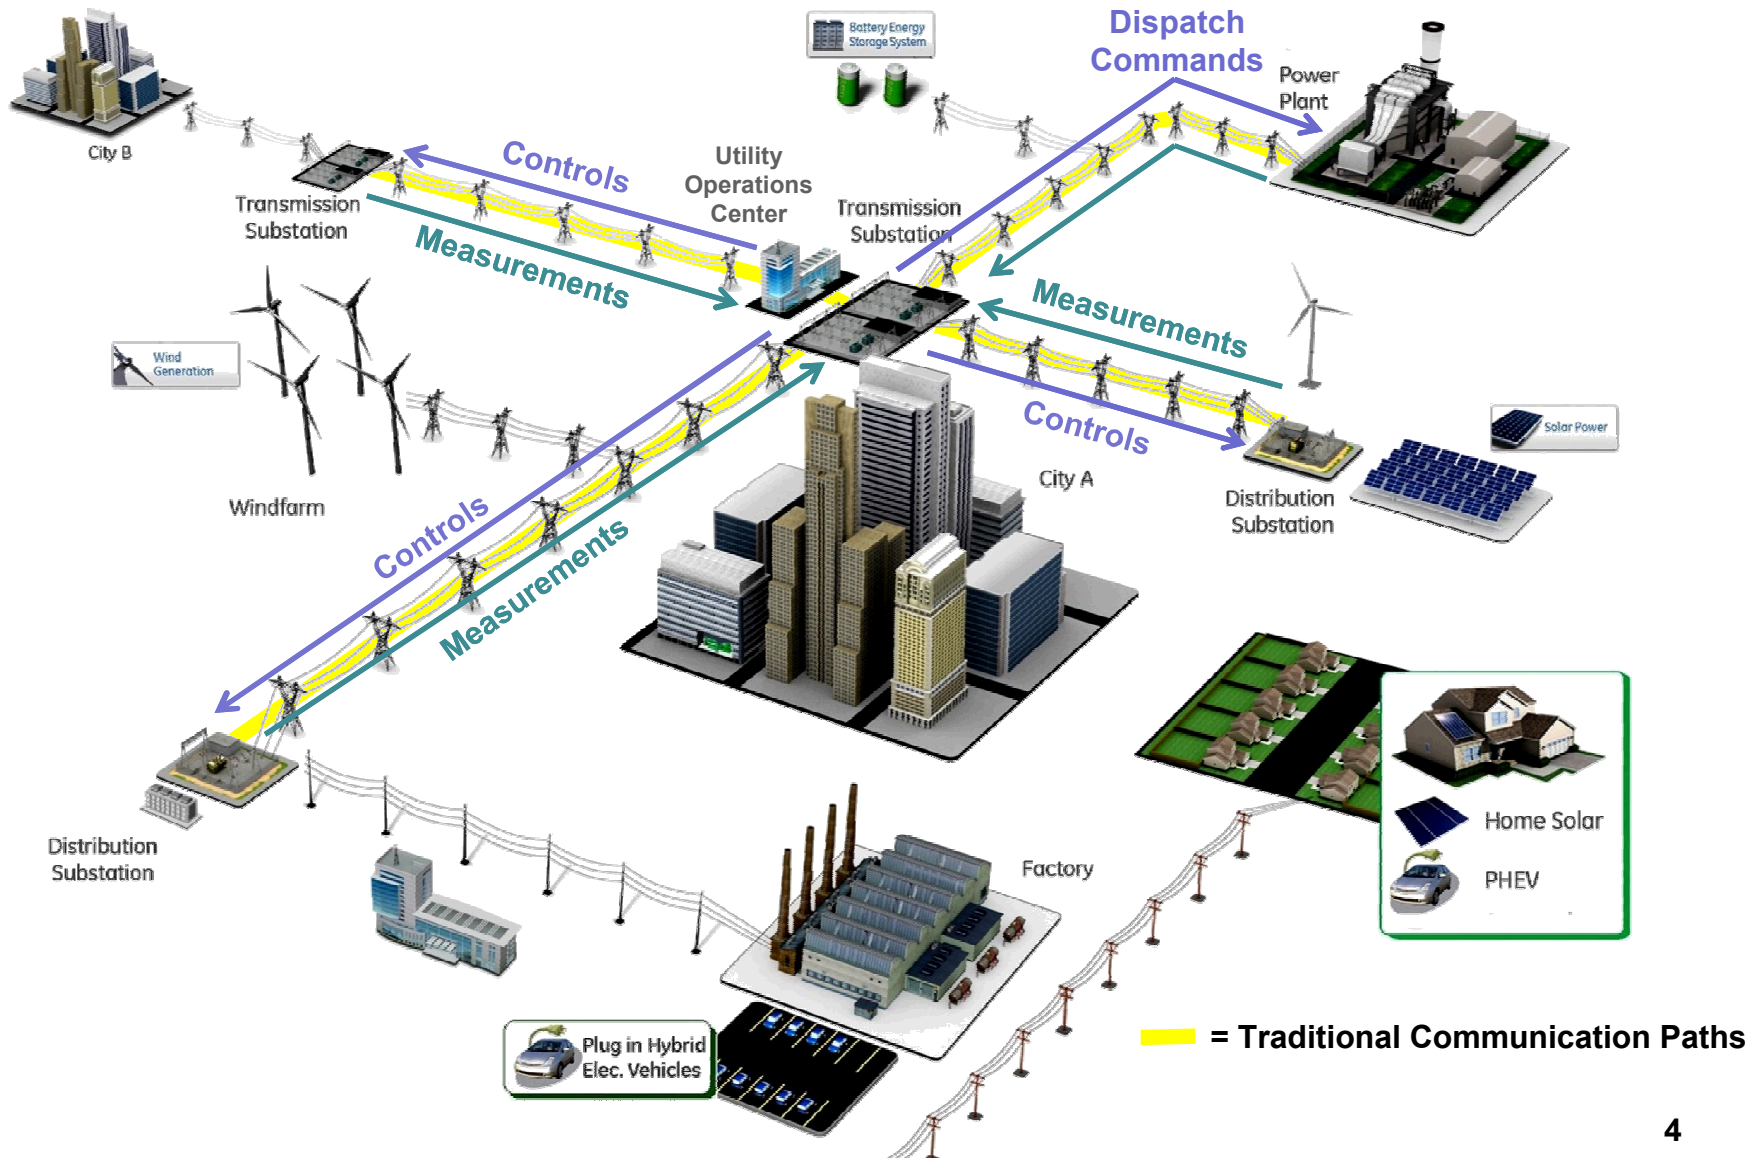 Battery Energy
Storage System
Dispatch
Commands
Power
Plant
City B
Controls
Utility
Operations
Center
Transmission
Substation
Transmission
Substation
Measurements
Measurements
Wind
Generation
Controls
Solar Power
City A
Windfarm
Distribution
Substation
Controls
Measurements
Home Solar
PHEV
Distribution
Substation
Factory
Plug in Hybrid
Elec. Vehicles
= Traditional Communication Paths
4